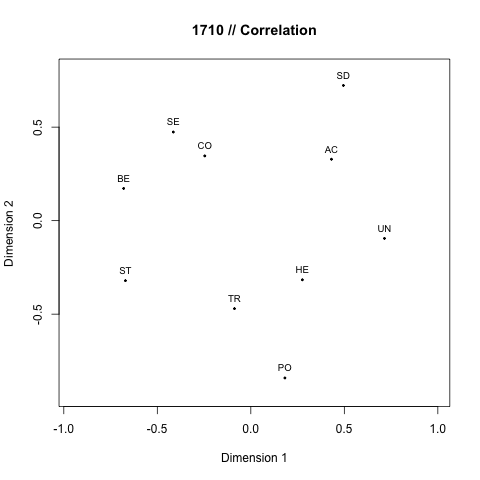 1710 // Correlation
SD
SE
CO
AC
BE
UN
ST
HE
TR
PO
Dimension 2
0.5
0.0
-0.5
-1.0 -0.5 0.0 0.5 1.0
Dimension 1